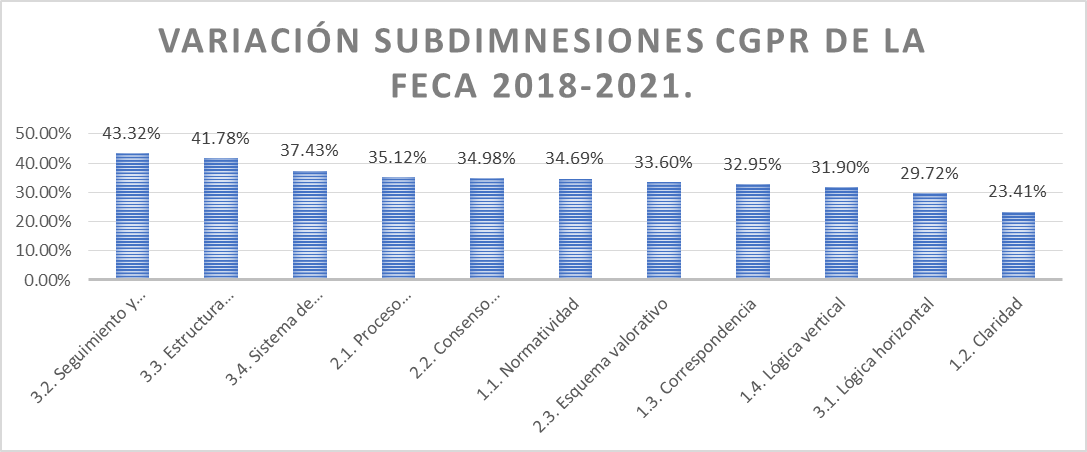 VARIACIÓN SUBDIMNESIONES CGPR DE LA
FECA 2018-2021.
50.00%
40.00%
30.00%
20.00%
10.00%
0.00%
43.32%
41.78%
37.43%
35.12%
34.98%
34.69%
33.60%
32.95%
31.90%
29.72%
23.41%
3.2. Seguimiento y...
3.3. Estructura...
3.4. Sistema de...
2.1. Proceso...
2.2. Consenso...
1.1. Normatividad
2.3. Esquema valorativo
1.3. Correspondencia
1.4. Lógica vertical
3.1. Lógica horizontal
1.2. Claridad